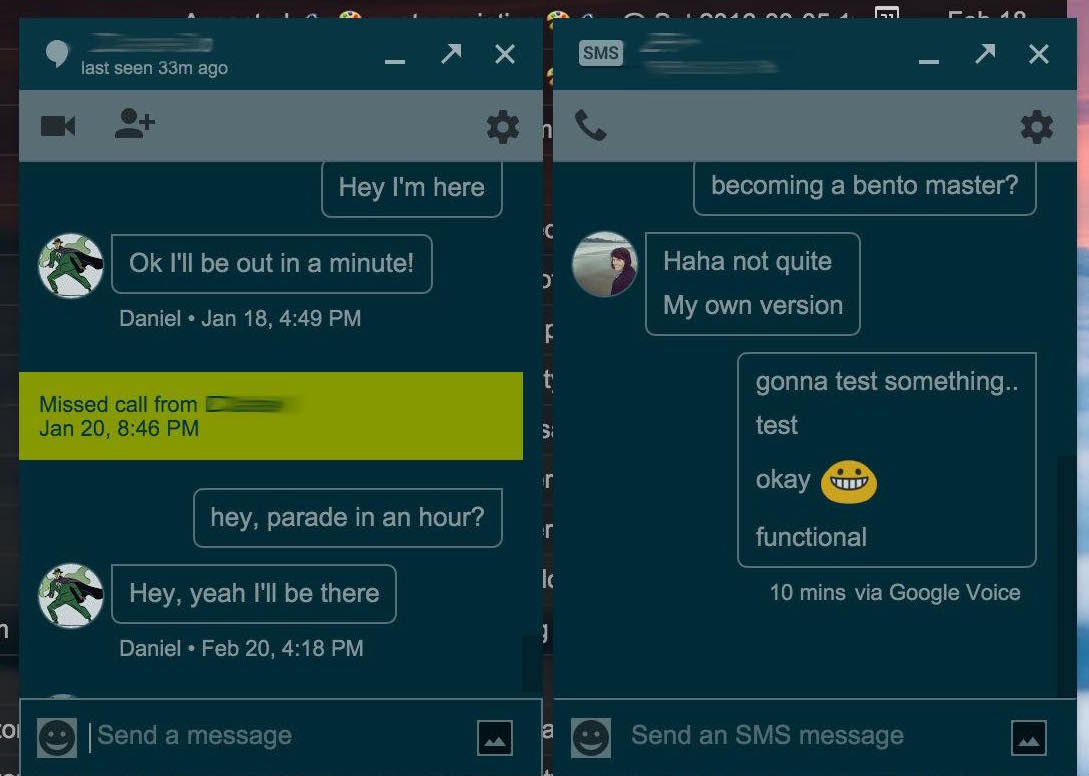 last seen 33m ago
Hey I'm here
Ok I'll be out in a minute!
Daniel • Jan 18, 4:49 PM
Missed call from
Jan 20, 8:46 PM
hey, parade in an hour?
Hey, yeah I'll be there
Daniel • Feb 20, 4:18 PM
Send a message
SMS
becoming a bento master?
Haha not quite
My own version
gonna test something..
test
okay
functional
10 mins via Google Voice
Send an SMS message